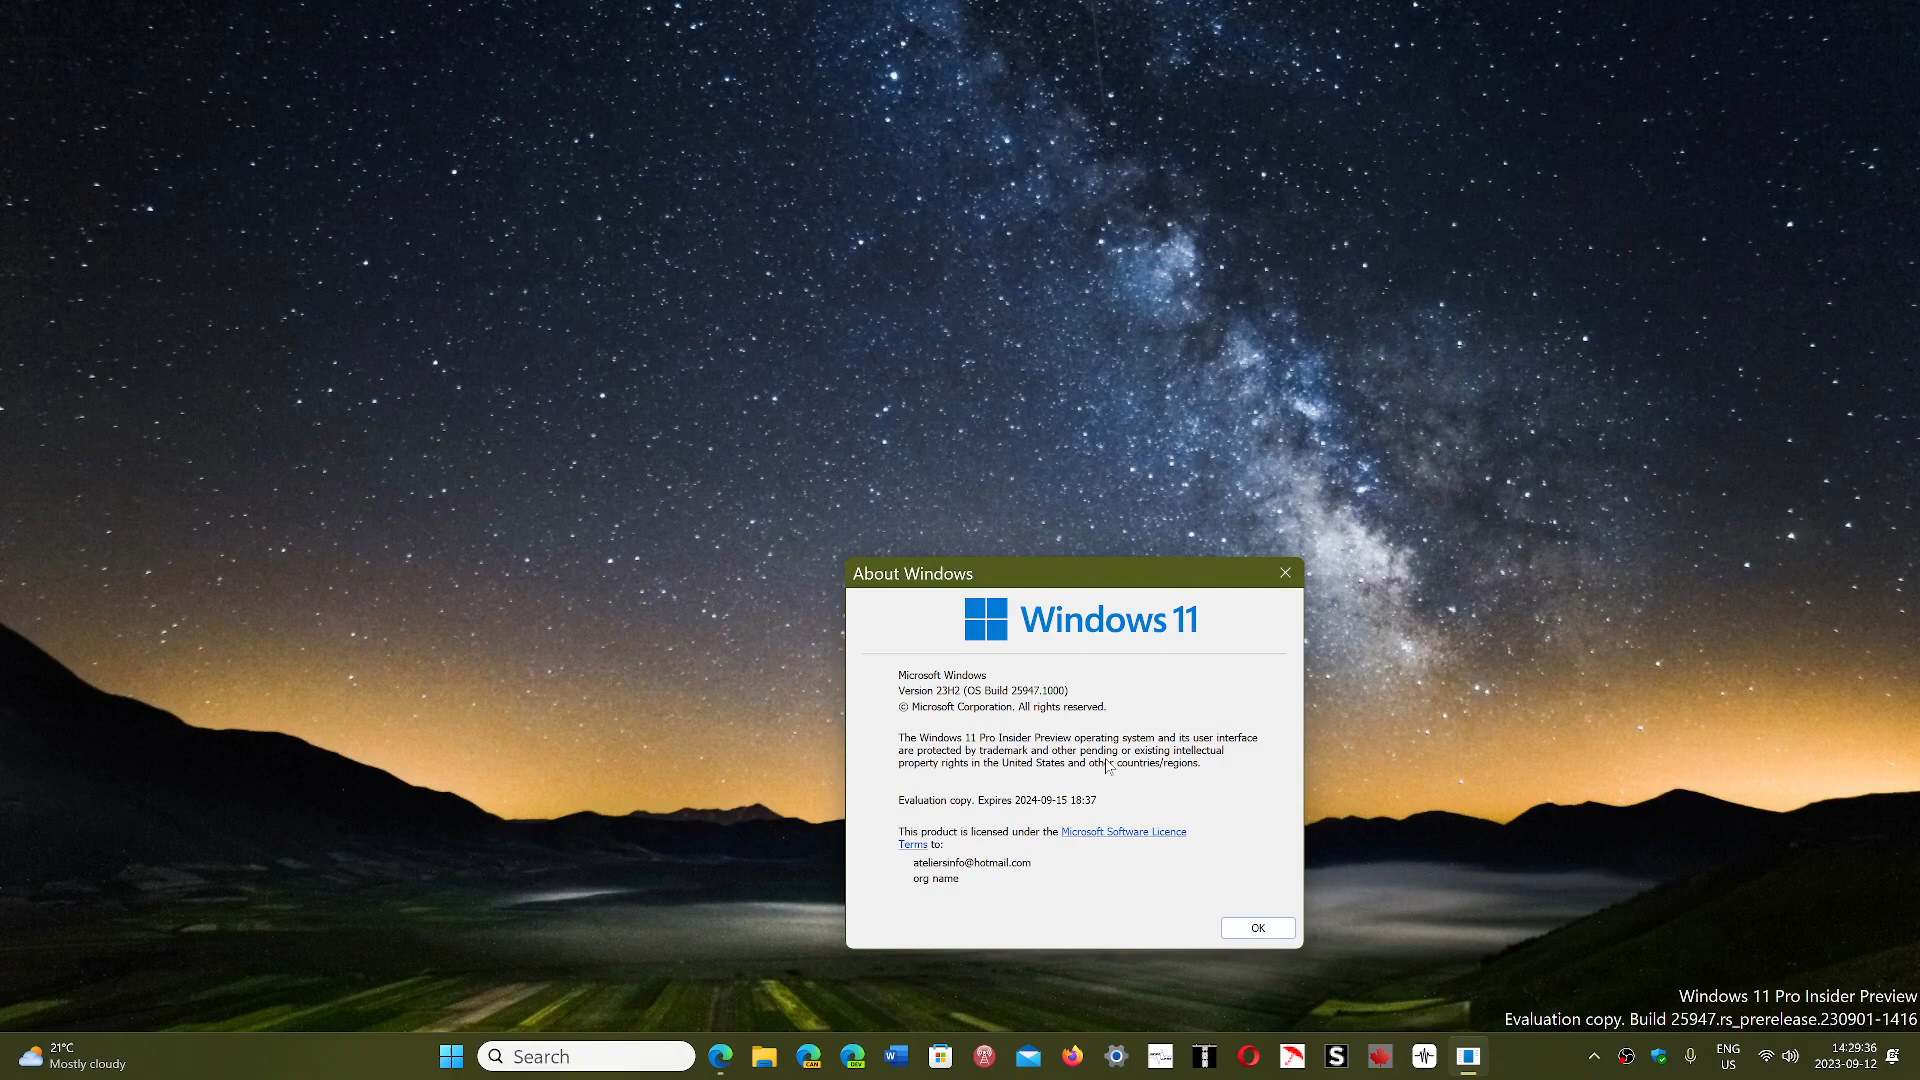 About Windows
Windows 11
Microsoft Windows
Version 23H2 (OS Build 25947.1000)
© Microsoft Corporation. All rights reserved.
The Windows 11 Pro Insider Preview operating system and its user interface
are protected by trademark and other pending or existing intellectual
property rights in the United States and other countries/regions.
Evaluation copy. Expires 2024-09-15 18:37
This product is licensed under the Microsoft Software Licence
Terms to:
ateliersinfo@hotmail.com
org name
OK
Windows 11 Pro Insider Preview
Evaluation copy. Build 25947.rs_prerelease.230901-1416
21°C
Mostly cloudy
Search
CAN
DEV
W
S
ENG
US
14:29:36
2023-09-12